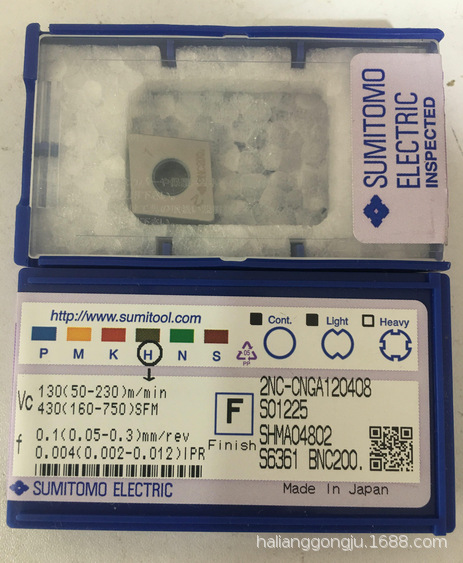 SUMITOMO
ELECTRIC
INSPECTED
http://www.sumitool.com
Cont.
Light
Heavy
P M K H N S
05
Vc 130(50-230)m/min
430(160-750)SFM
f 0.1(0.05-0.3)mm/rev
0.004(0.002-0.012)IPR
F
Finish
2NC-CNGA120408
S01225
SHMA04802
S6361 BNC200.
SUMITOMO ELECTRIC
Made In Japan
hailianggongju.1688.com